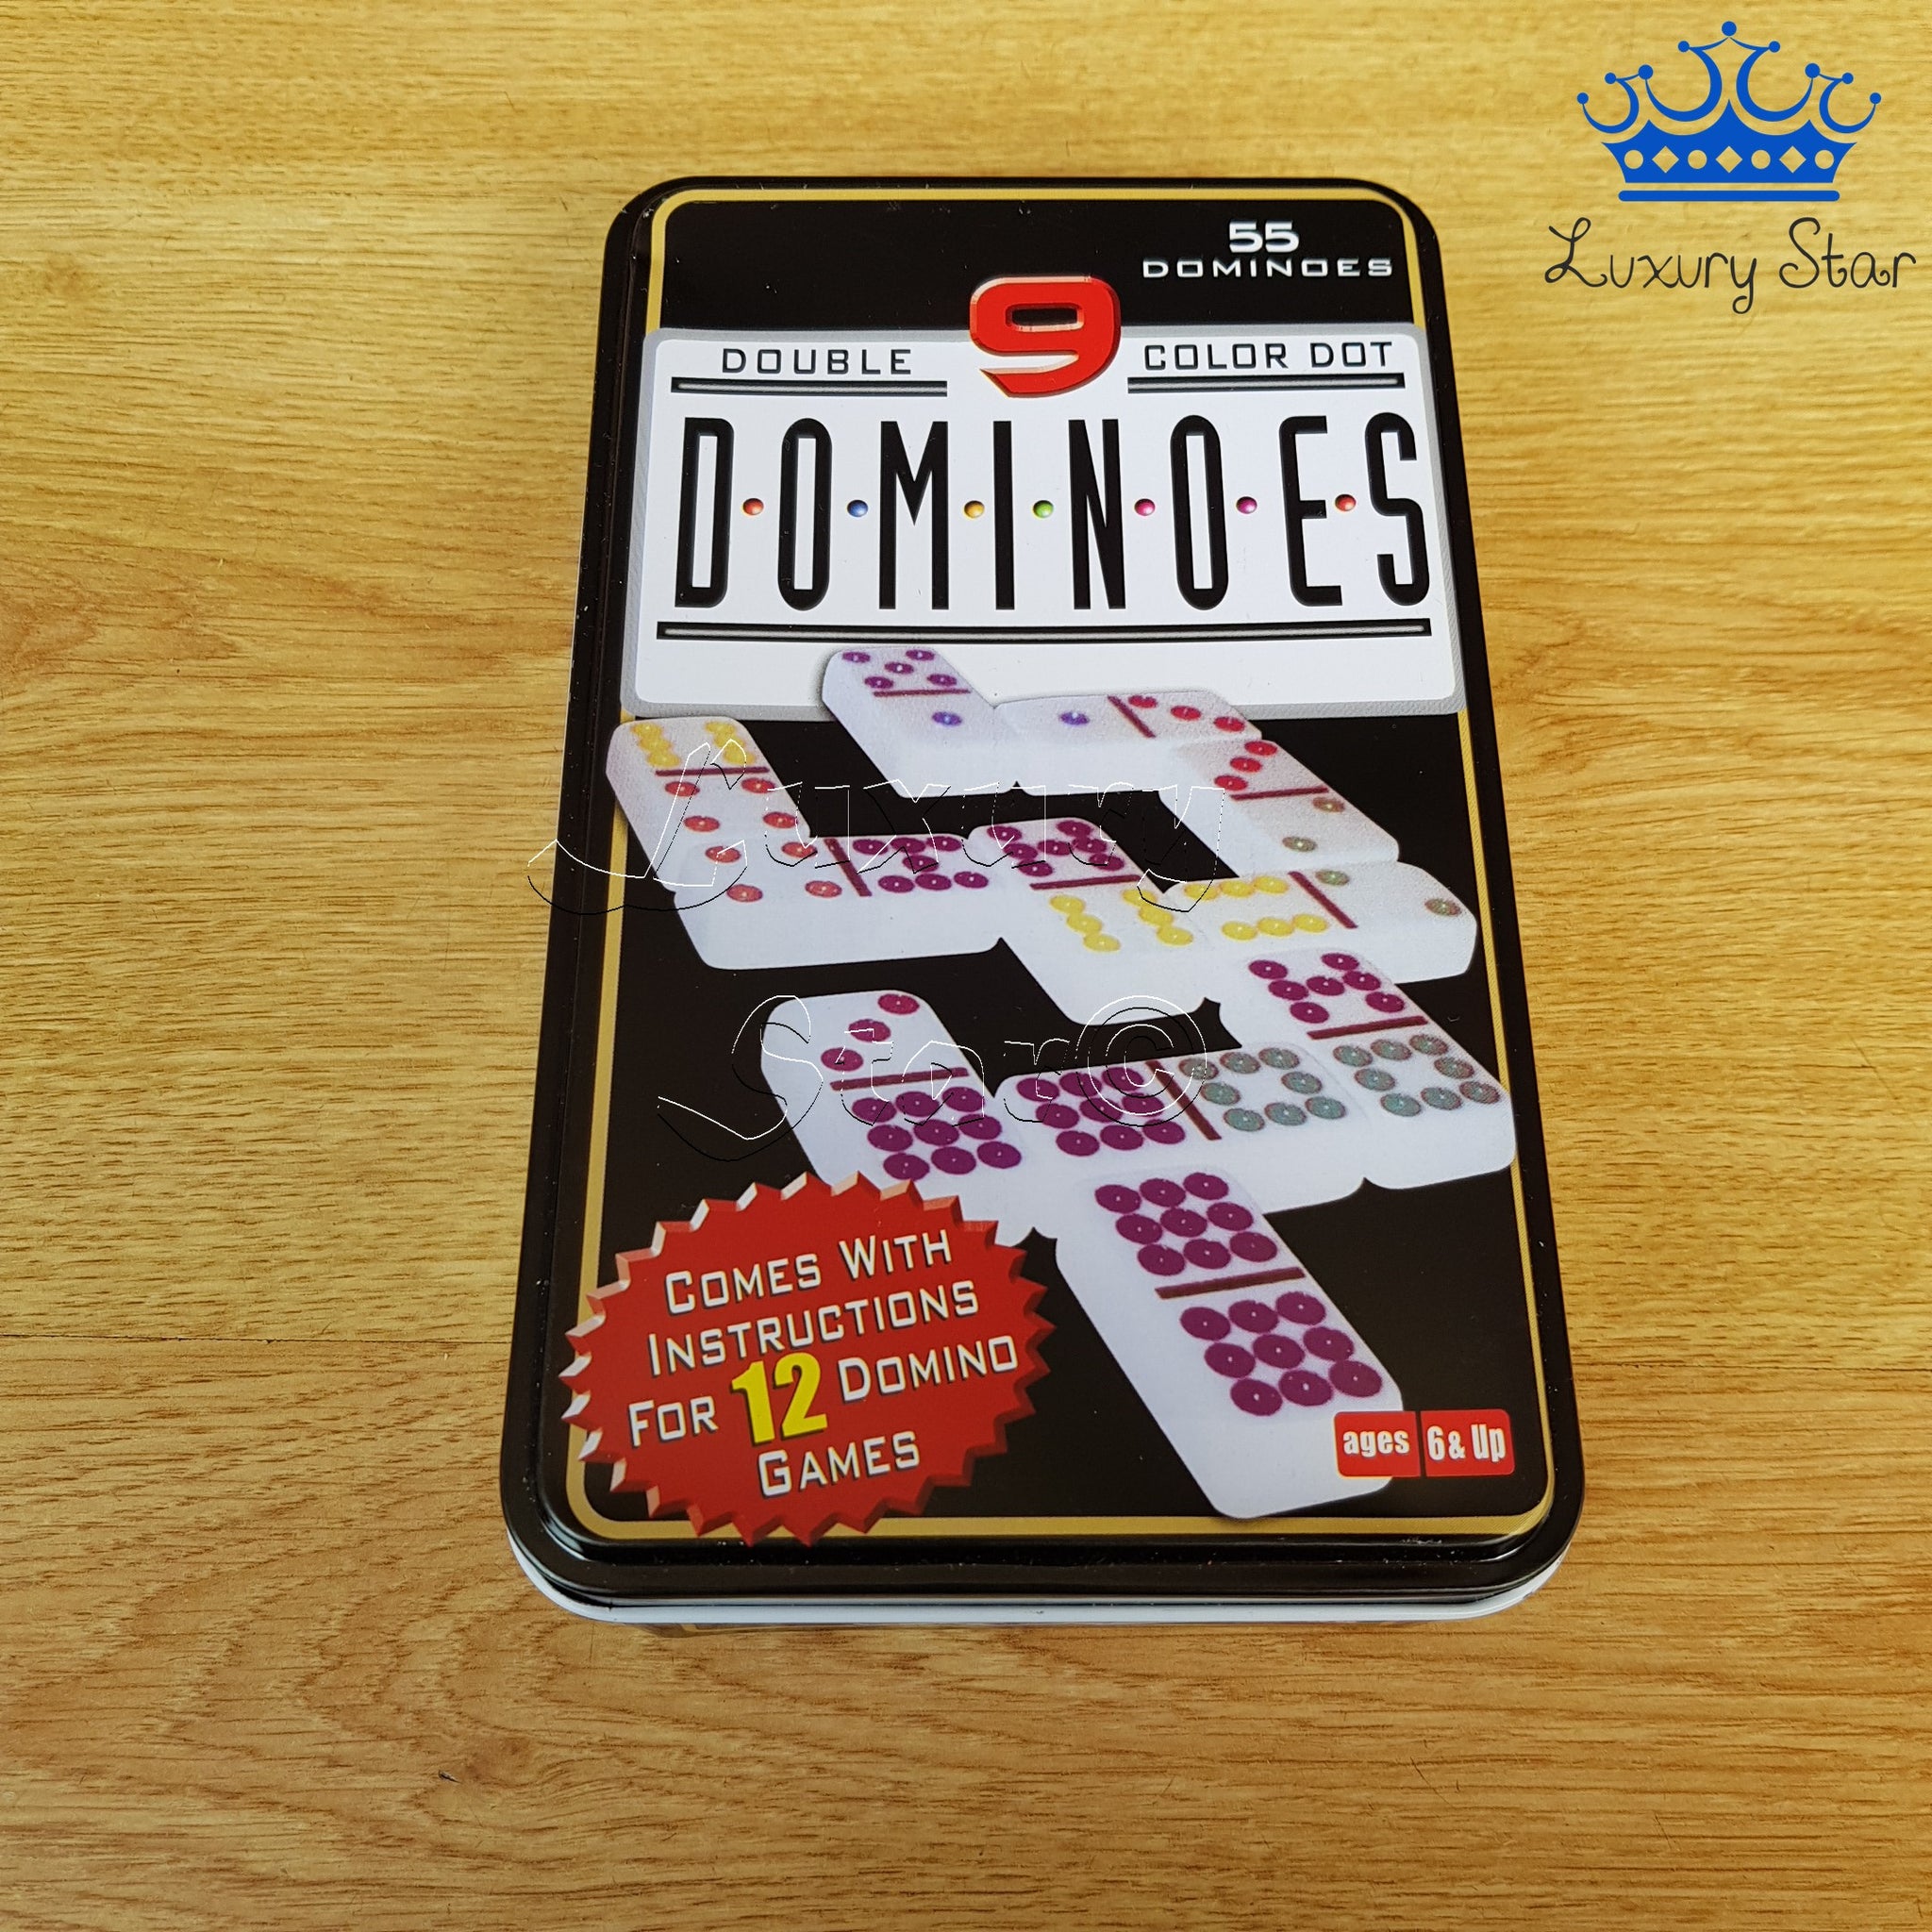 Luxury Star
55
DOMINOES
DOUBLE 9 COLOR DOT
D·O·M·I·N·O·E·S
Luxury
Star©
COMES WITH
INSTRUCTIONS
FOR 12 DOMINO
GAMES
ages 6 & Up